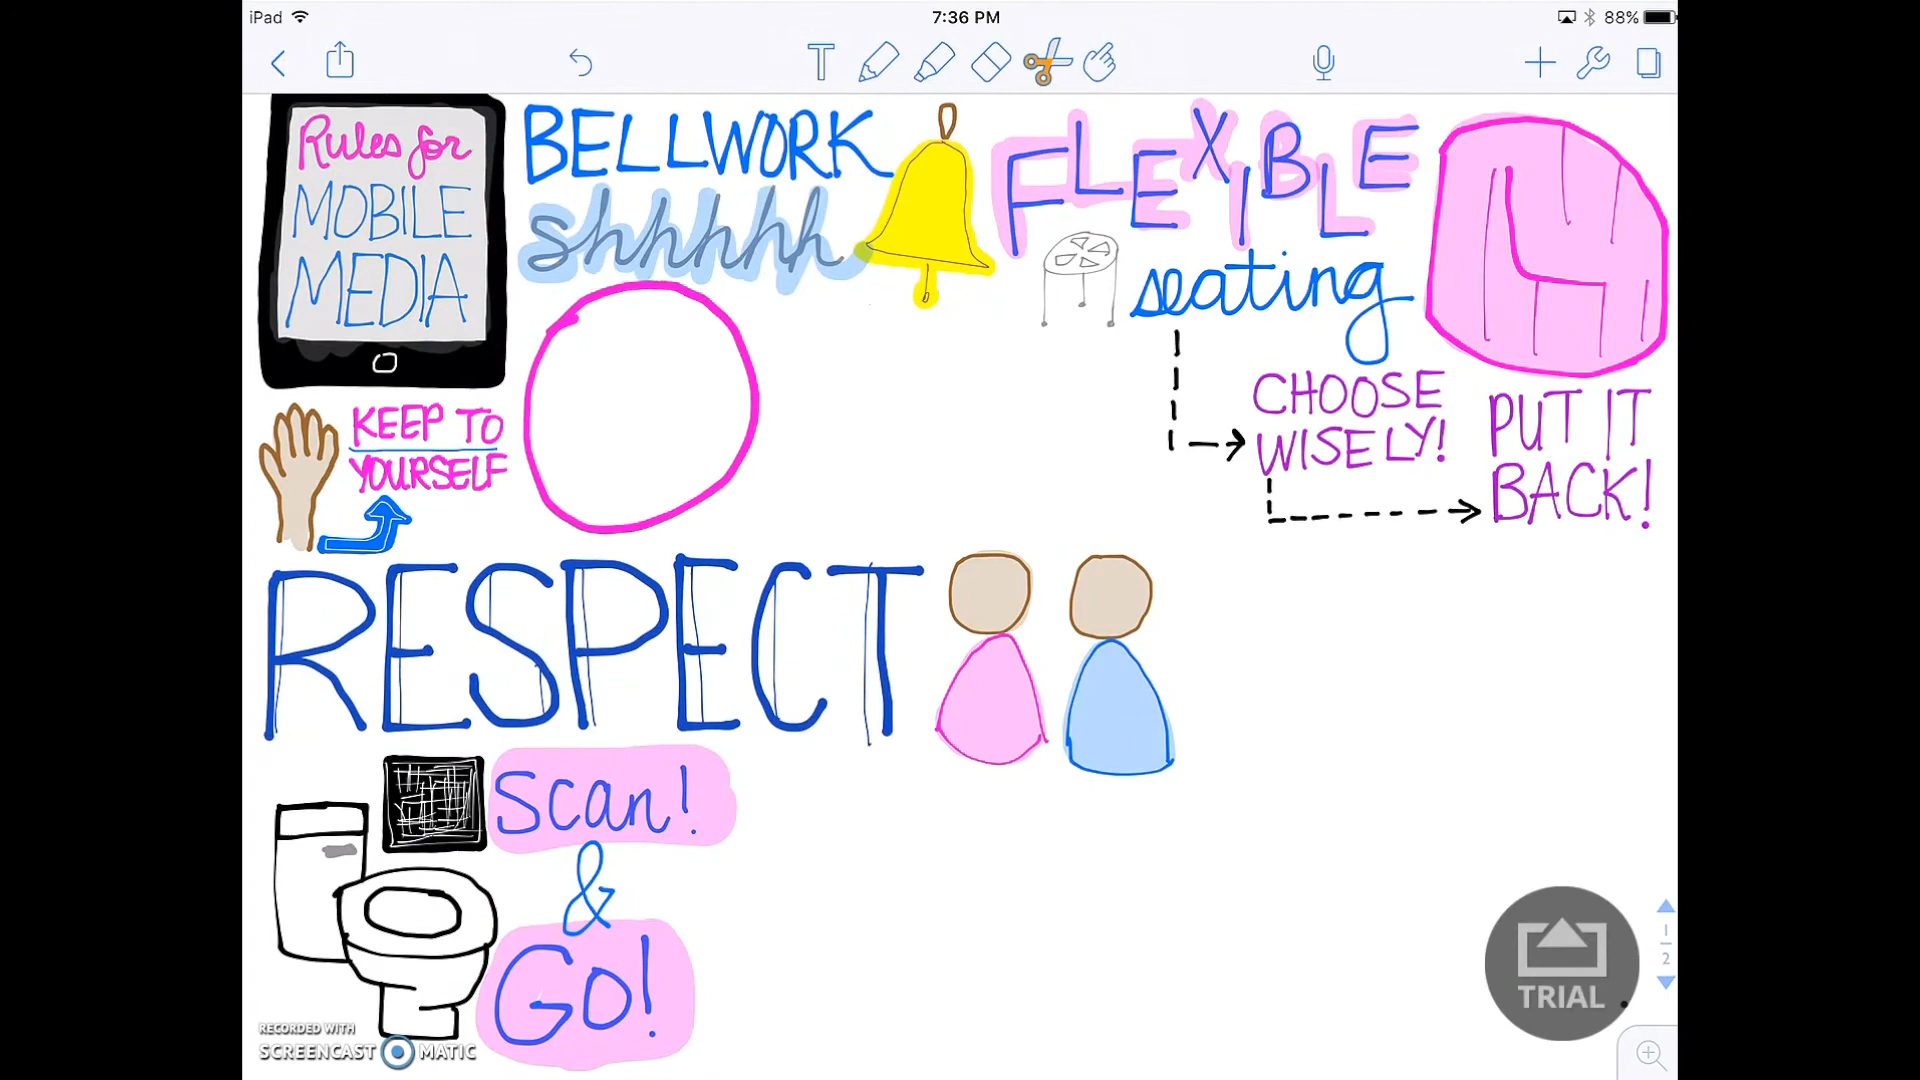 iPad 7:36 PM 88%
Rules for
MOBILE
MEDIA
BELLWORK
shhhhh
FLEXIBLE
seating
CHOOSE
WISELY!
PUT IT
BACK!
KEEP TO
YOURSELF
RESPECT
Scan!
&
Go!
T
1
2
TRIAL
RECORDED WITH
SCREENCAST MATIC